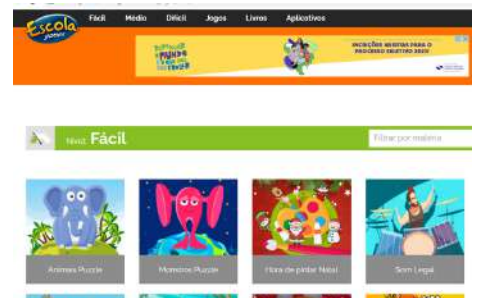 Escola
Fácil Médio Difícil Jogos Livros Aplicativos
INSCRIÇÕES ABERTAS PARA O
PROCESSO SELETIVO 2020
Nível Fácil
Filtrar por matéria
Animais Puzzle
Monstros Puzzle
Hora de pintar Natal
Som Legal